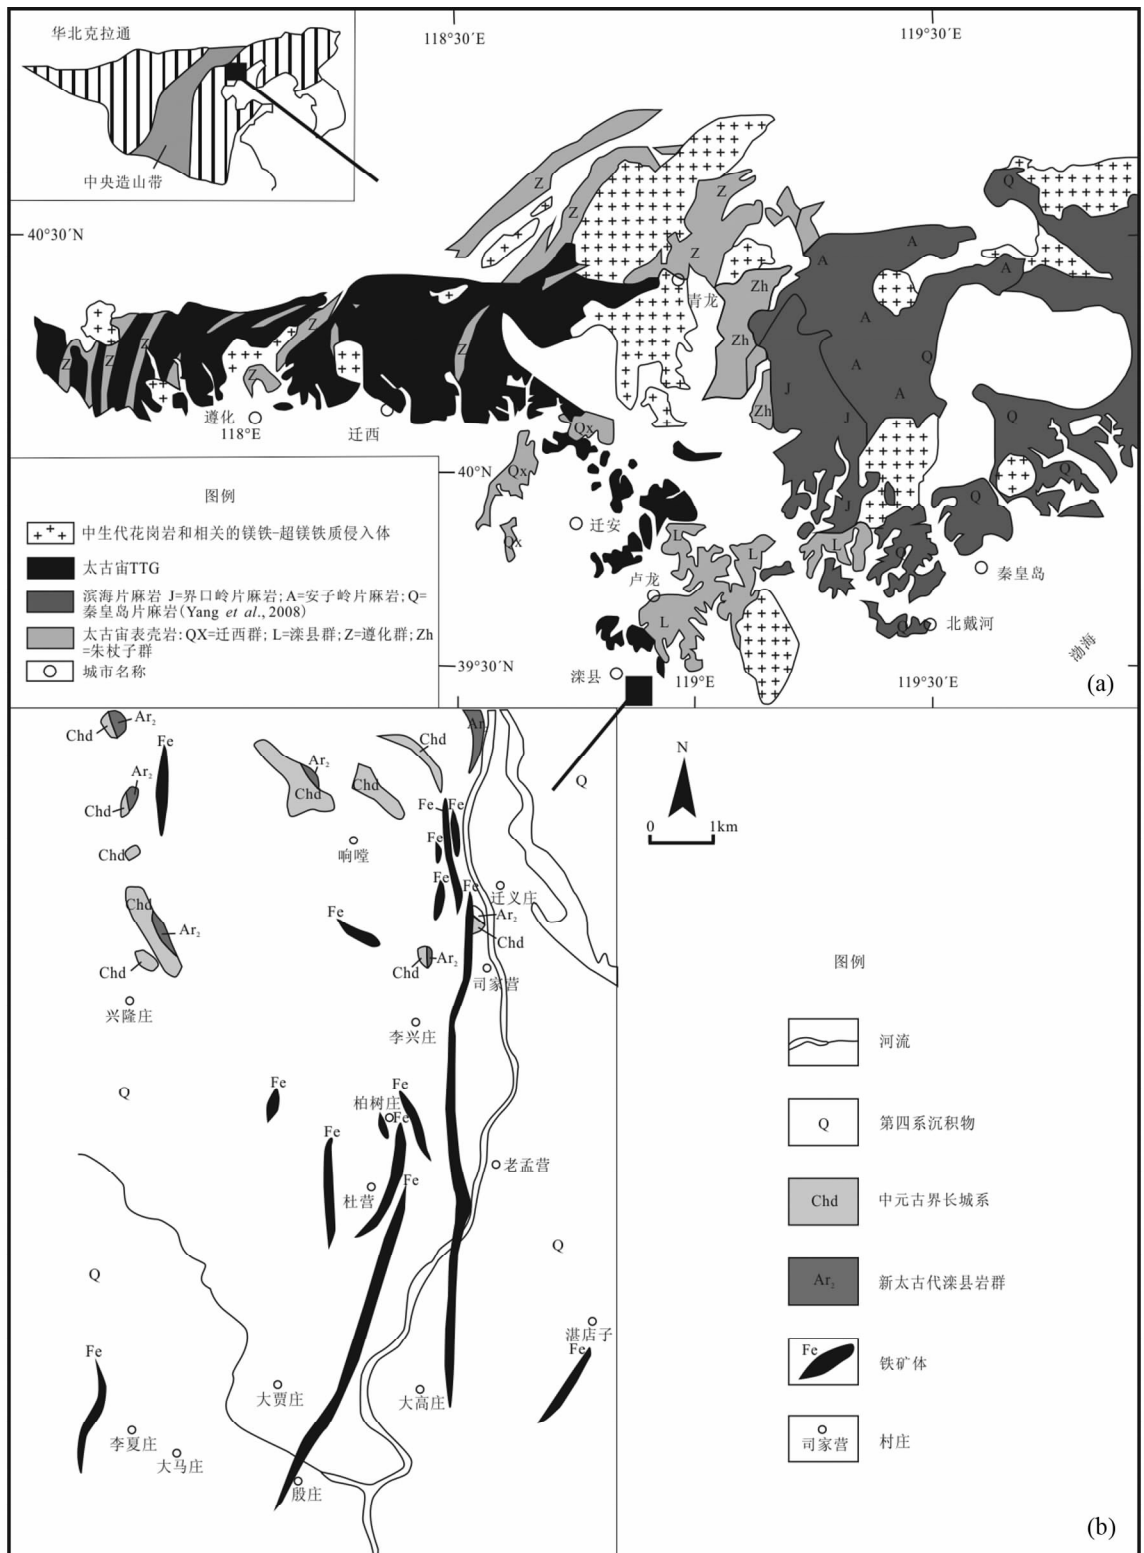 华北克拉通
中央造山带
118°30´E
119°30´E
40°30´N
Z
Z
Z
Z
Z
Q
A
A
A
A
A
A
青龙
Zh
Zh
Zh
Z
Z
Z
Z
Z
Z
J
J
J
Q
Q
Q
Q
Q
Q
遵化
118°E
迁西
Qx
Qx
Qx
40°N
迁安
L
L
L
L
卢龙
秦皇岛
北戴河
渤海
39°30´N
滦县
119°E
119°30´E
(a)
图例
中生代花岗岩和相关的镁铁-超镁铁质侵入体
太古宙TTG
滨海片麻岩 J=界口岭片麻岩; A=安子岭片麻岩; Q=
秦皇岛片麻岩(Yang et al., 2008)
太古宙表壳岩: QX=迁西群; L=滦县群; Z=遵化群; Zh
=朱杖子群
城市名称
Chd
Ar₂
Fe
Ar₂
Chd
Chd
Ar₂
Chd
Chd
Chd
Ar₂
Q
Fe
Fe
Fe
Fe
Fe
响嘡
迁义庄
Ar₂
Chd
Chd
Ar₂
Chd
Fe
Chd
Ar₂
司家营
兴隆庄
李兴庄
Q
Fe
Fe
柏树庄
Fe
Fe
Fe
老孟营
杜营
Q
Q
湛店子
Fe
Fe
大贾庄
大高庄
李夏庄
大马庄
殷庄
N
0 1km
图例
河流
Q 第四系沉积物
Chd 中元古界长城系
Ar₂ 新太古代滦县岩群
Fe 铁矿体
司家营 村庄
(b)